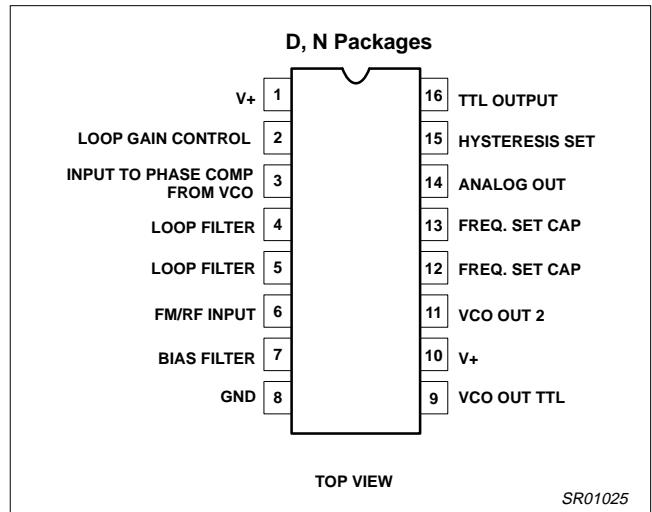 D, N Packages
V+ 1
LOOP GAIN CONTROL 2
INPUT TO PHASE COMP
FROM VCO 3
LOOP FILTER 4
LOOP FILTER 5
FM/RF INPUT 6
BIAS FILTER 7
GND 8
16 TTL OUTPUT
15 HYSTERESIS SET
14 ANALOG OUT
13 FREQ. SET CAP
12 FREQ. SET CAP
11 VCO OUT 2
10 V+
9 VCO OUT TTL
TOP VIEW
SR01025